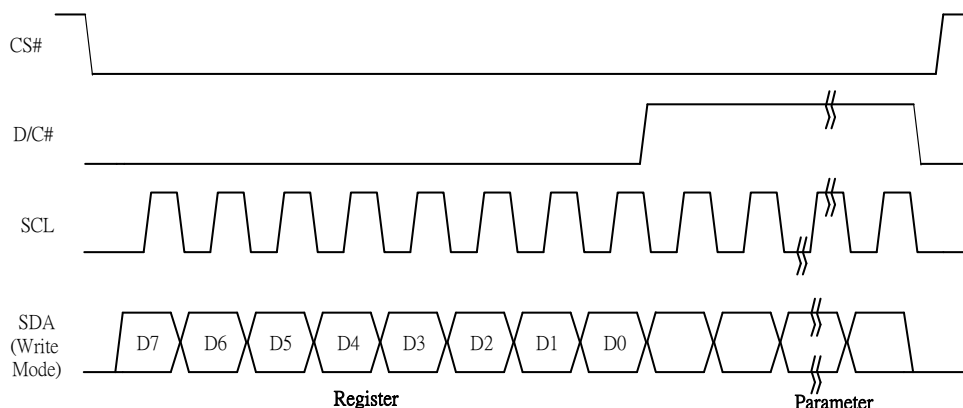 CS#
D/C#
SCL
SDA
(Write
Mode)
D7 D6 D5 D4 D3 D2 D1 D0
Register Parameter